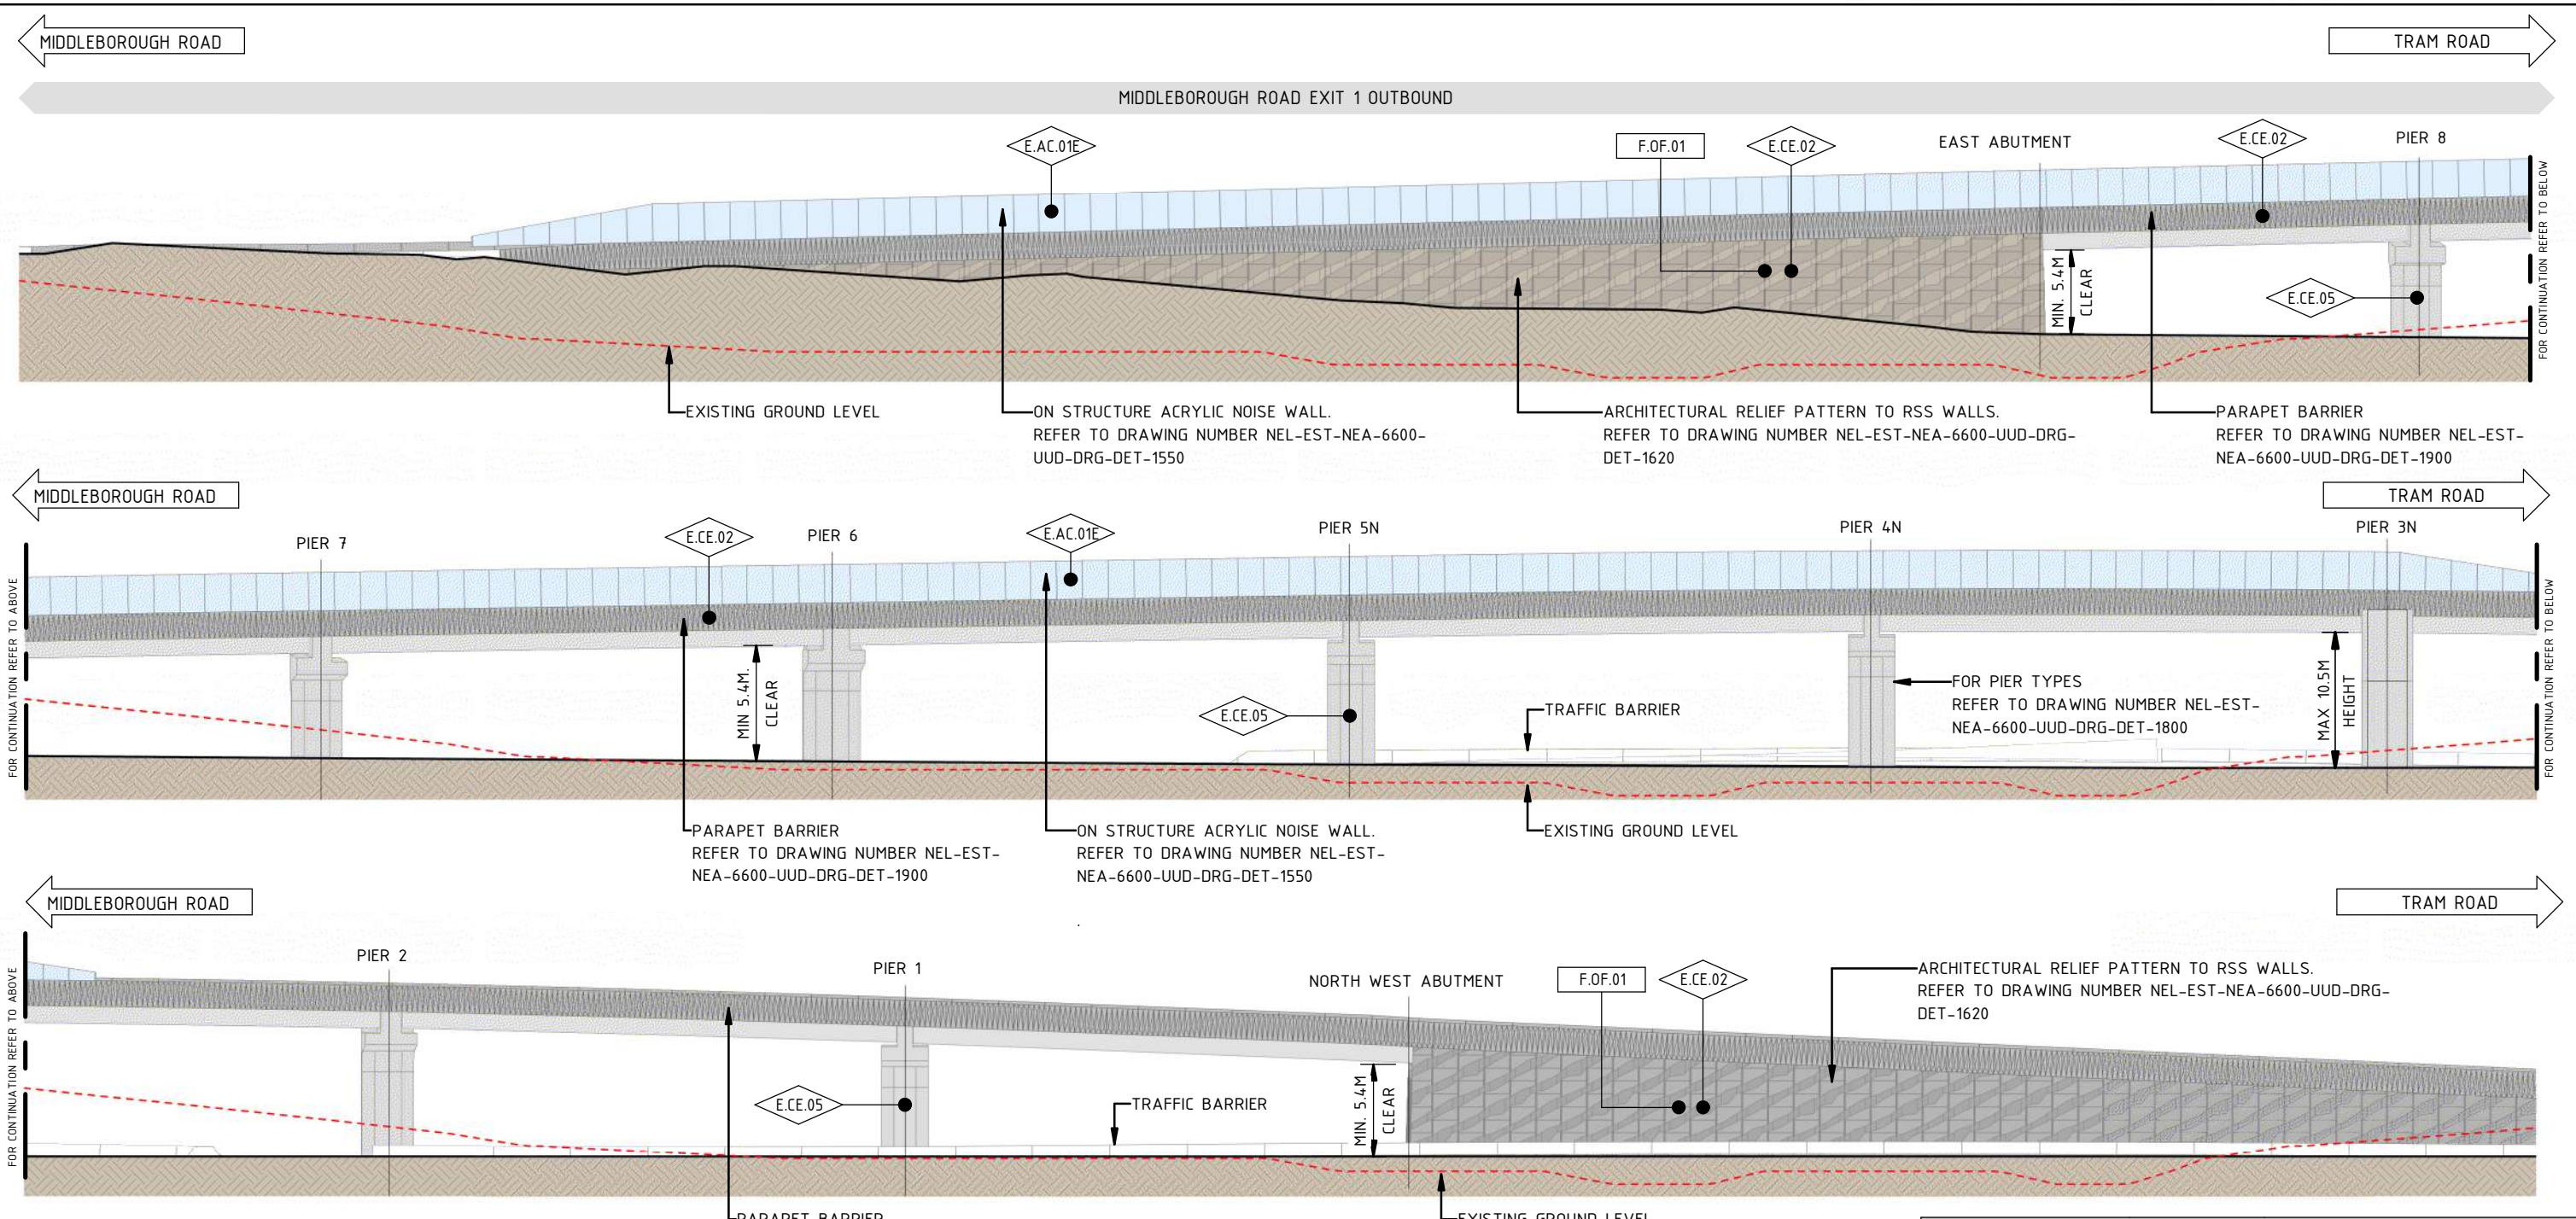 MIDDLEBOROUGH ROAD
TRAM ROAD
MIDDLEBOROUGH ROAD EXIT 1 OUTBOUND
E.AC.01E
F.OF.01
E.CE.02
EAST ABUTMENT
E.CE.02
PIER 8
MIN. 5.4M
CLEAR
E.CE.05
FOR CONTINUATION REFER TO BELOW
EXISTING GROUND LEVEL
ON STRUCTURE ACRYLIC NOISE WALL.
REFER TO DRAWING NUMBER NEL-EST-NEA-6600-
UUD-DRG-DET-1550
ARCHITECTURAL RELIEF PATTERN TO RSS WALLS.
REFER TO DRAWING NUMBER NEL-EST-NEA-6600-UUD-DRG-
DET-1620
PARAPET BARRIER
REFER TO DRAWING NUMBER NEL-EST-
NEA-6600-UUD-DRG-DET-1900
MIDDLEBOROUGH ROAD
TRAM ROAD
FOR CONTINUATION REFER TO ABOVE
PIER 7
E.CE.02
PIER 6
E.AC.01E
PIER 5N
PIER 4N
PIER 3N
MIN 5.4M.
CLEAR
E.CE.05
TRAFFIC BARRIER
FOR PIER TYPES
REFER TO DRAWING NUMBER NEL-EST-
NEA-6600-UUD-DRG-DET-1800
MAX 10.5M
HEIGHT
FOR CONTINUATION REFER TO BELOW
PARAPET BARRIER
REFER TO DRAWING NUMBER NEL-EST-
NEA-6600-UUD-DRG-DET-1900
ON STRUCTURE ACRYLIC NOISE WALL.
REFER TO DRAWING NUMBER NEL-EST-
NEA-6600-UUD-DRG-DET-1550
EXISTING GROUND LEVEL
MIDDLEBOROUGH ROAD
TRAM ROAD
FOR CONTINUATION REFER TO ABOVE
PIER 2
PIER 1
NORTH WEST ABUTMENT
F.OF.01
E.CE.02
ARCHITECTURAL RELIEF PATTERN TO RSS WALLS.
REFER TO DRAWING NUMBER NEL-EST-NEA-6600-UUD-DRG-
DET-1620
E.CE.05
TRAFFIC BARRIER
MIN. 5.4M
CLEAR
PARAPET BARRIER
EXISTING GROUND LEVEL